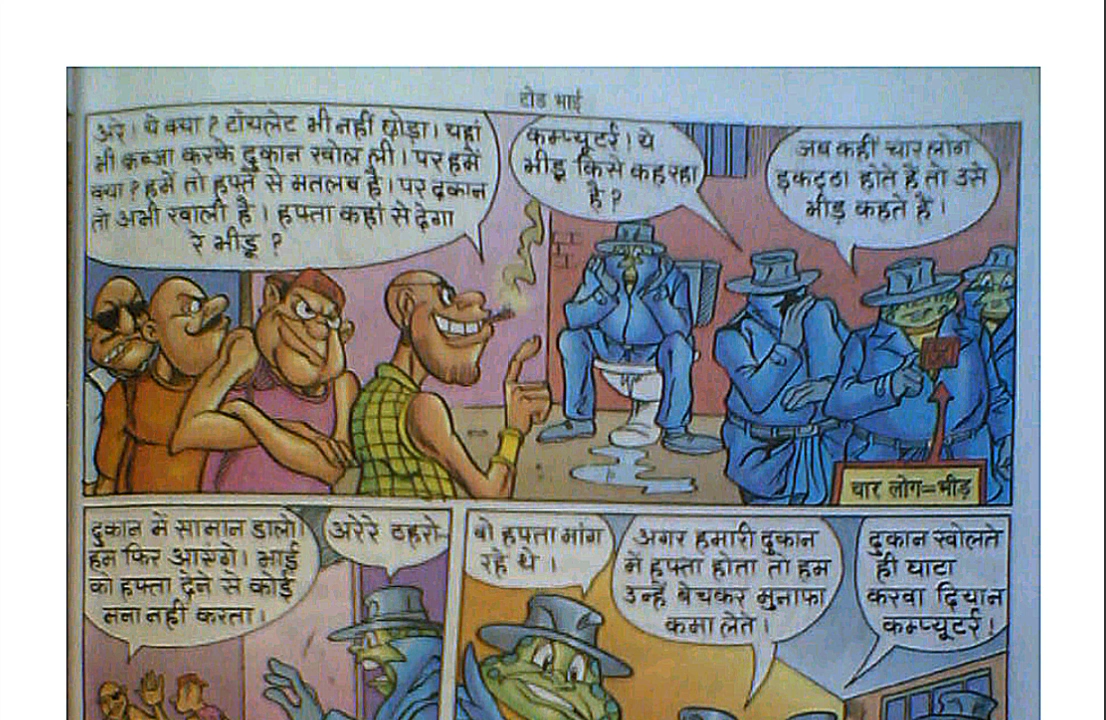 टोड भाई
अरे! ये क्या? टॉयलेट भी नहीं छोड़ा। यहां
भी कब्जा करके दुकान खोल ली। पर हमें
क्या? हमें तो हफ्ते से मतलब है। पर दुकान
तो अभी खाली है। हफ्ता कहां से देगा
रे भीड़ू?
कम्प्यूटर्र! ये
भीड़ू किसे कह रहा
है?
जब कहीं चार लोग
इकट्ठा होते हैं तो उसे
भीड़ कहते हैं।
चार लोग=भीड़
दुकान में सामान डालो।
हम फिर आएंगे। भाई
को हफ्ता देने से कोई
मना नहीं करता।
अरेरे ठहरो-
वो हफ्ता मांग
रहे थे।
अगर हमारी दुकान
में हफ्ता होता तो हम
उन्हें बेचकर मुनाफा
कमा लेते।
दुकान खोलते
ही घाटा
करवा दिया न
कम्प्यूटर्र!